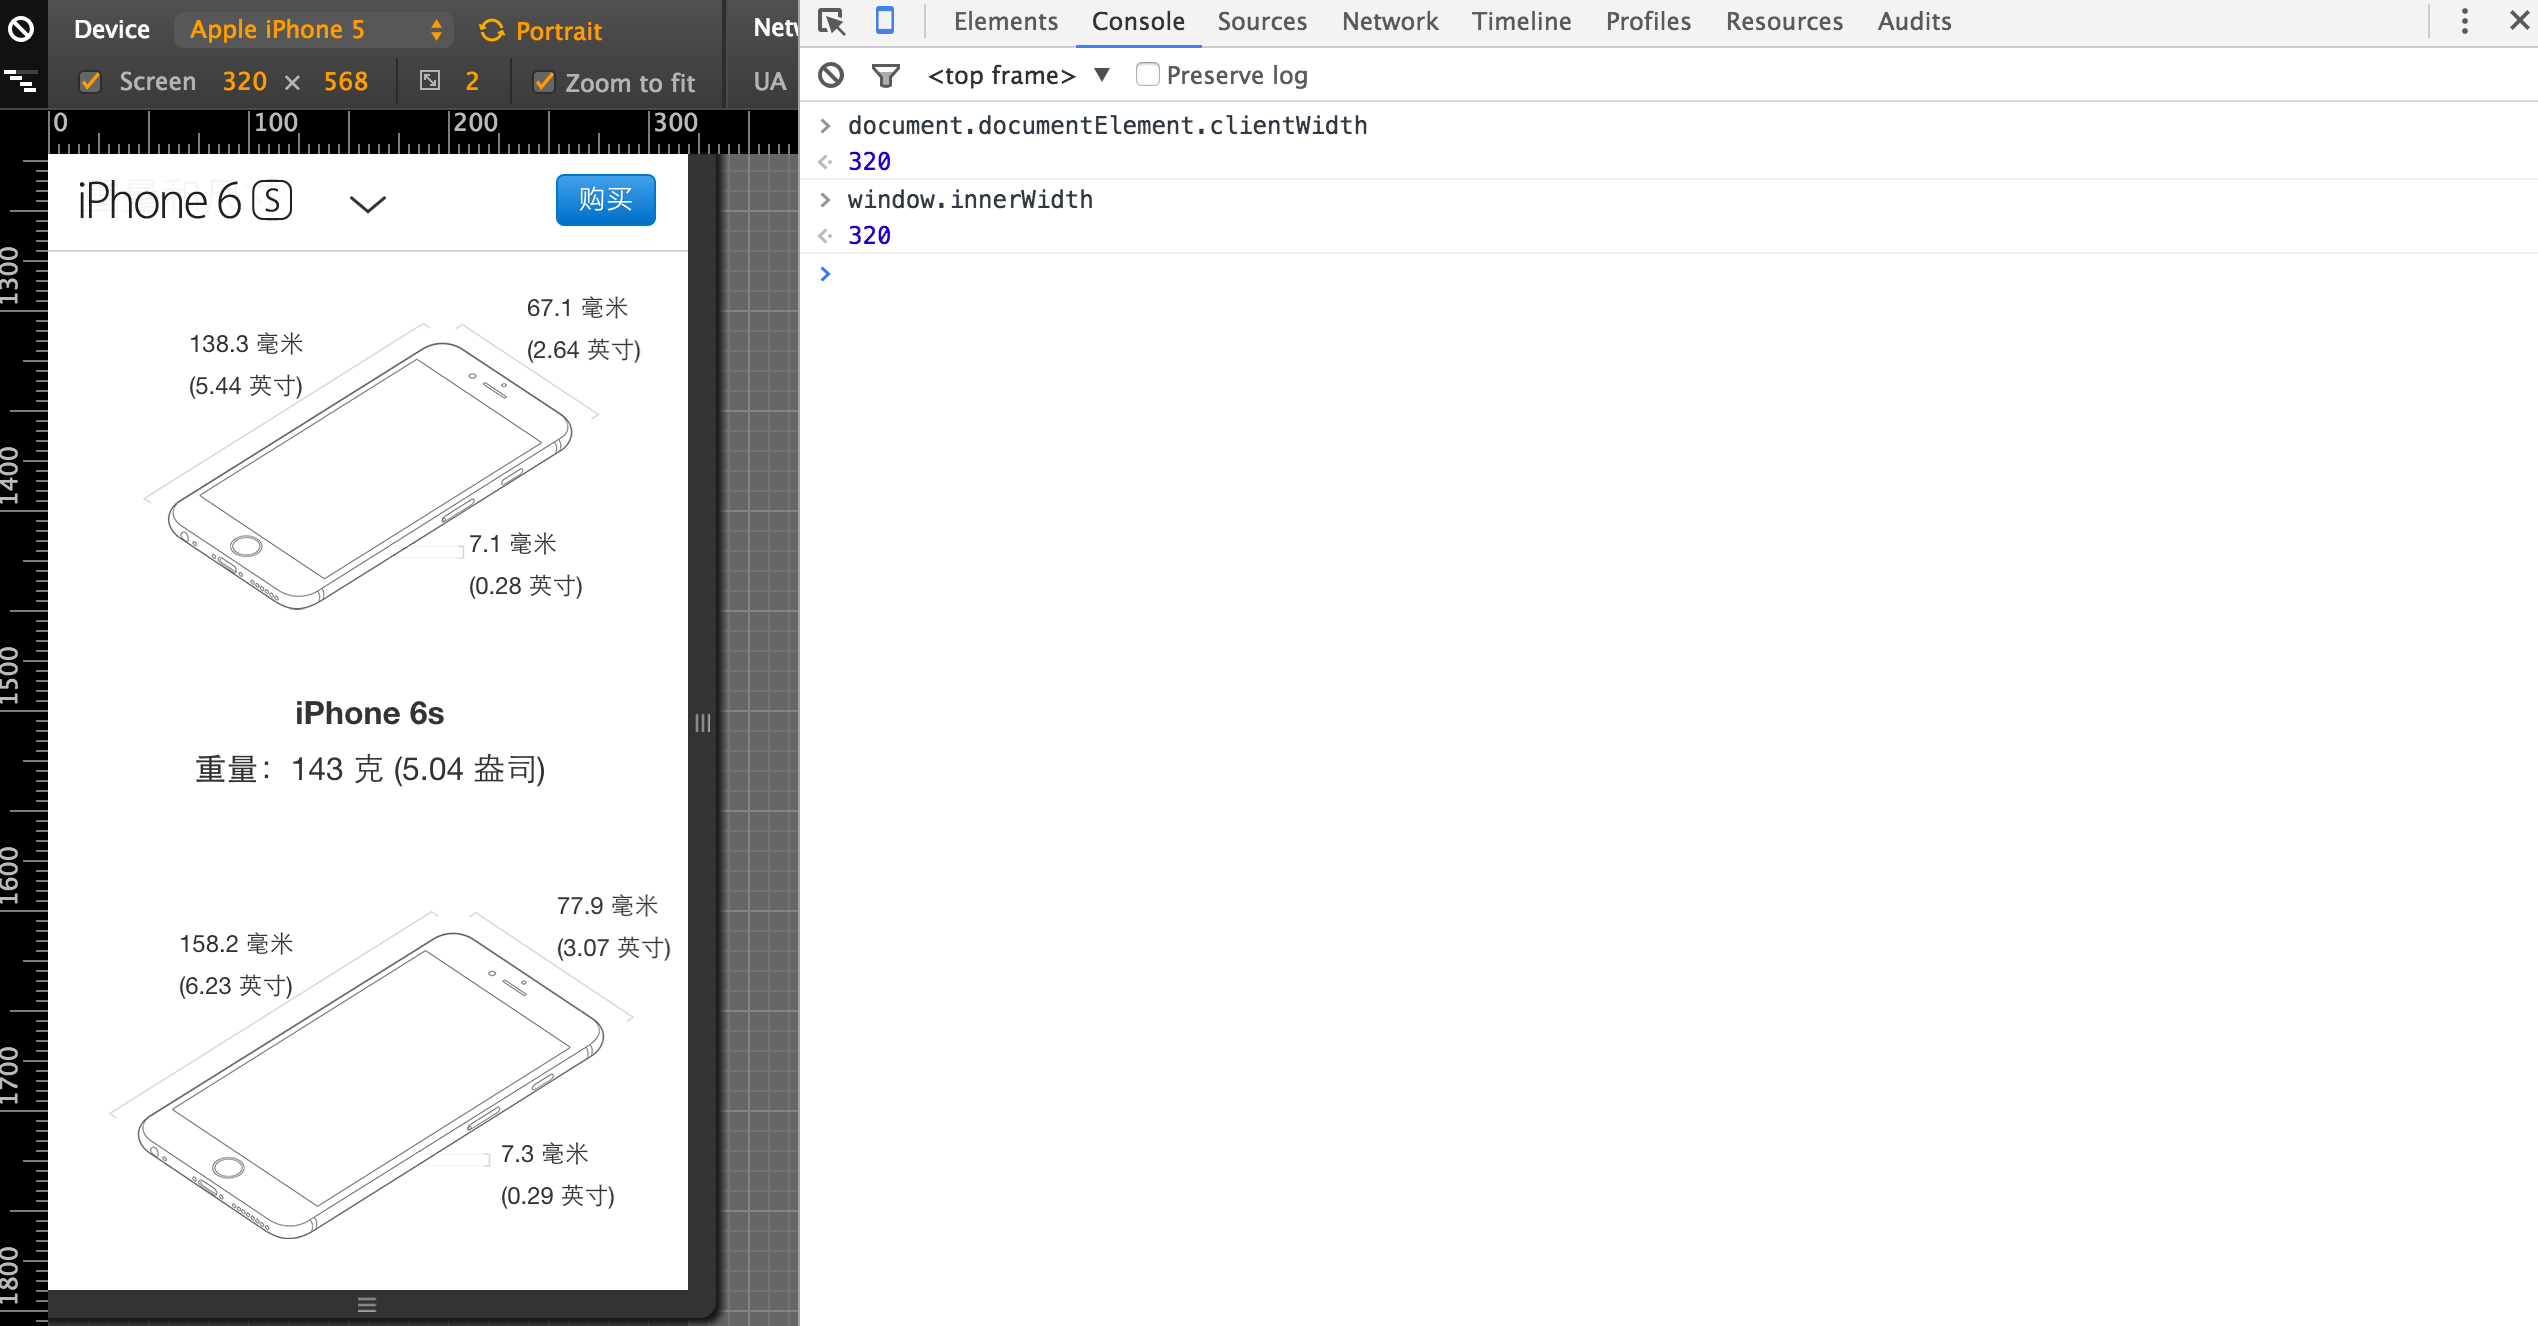 Device Apple iPhone 5 Portrait
Screen 320 × 568 2 Zoom to fit UA
0 100 200 300
1300
1400
1500
1600
1700
1800
iPhone 6 S
购买
67.1 毫米
(2.64 英寸)
138.3 毫米
(5.44 英寸)
7.1 毫米
(0.28 英寸)
iPhone 6s
重量：143 克 (5.04 盎司)
77.9 毫米
(3.07 英寸)
158.2 毫米
(6.23 英寸)
7.3 毫米
(0.29 英寸)
Elements Console Sources Network Timeline Profiles Resources Audits
<top frame> ▼ Preserve log
> document.documentElement.clientWidth
320
> window.innerWidth
320
>